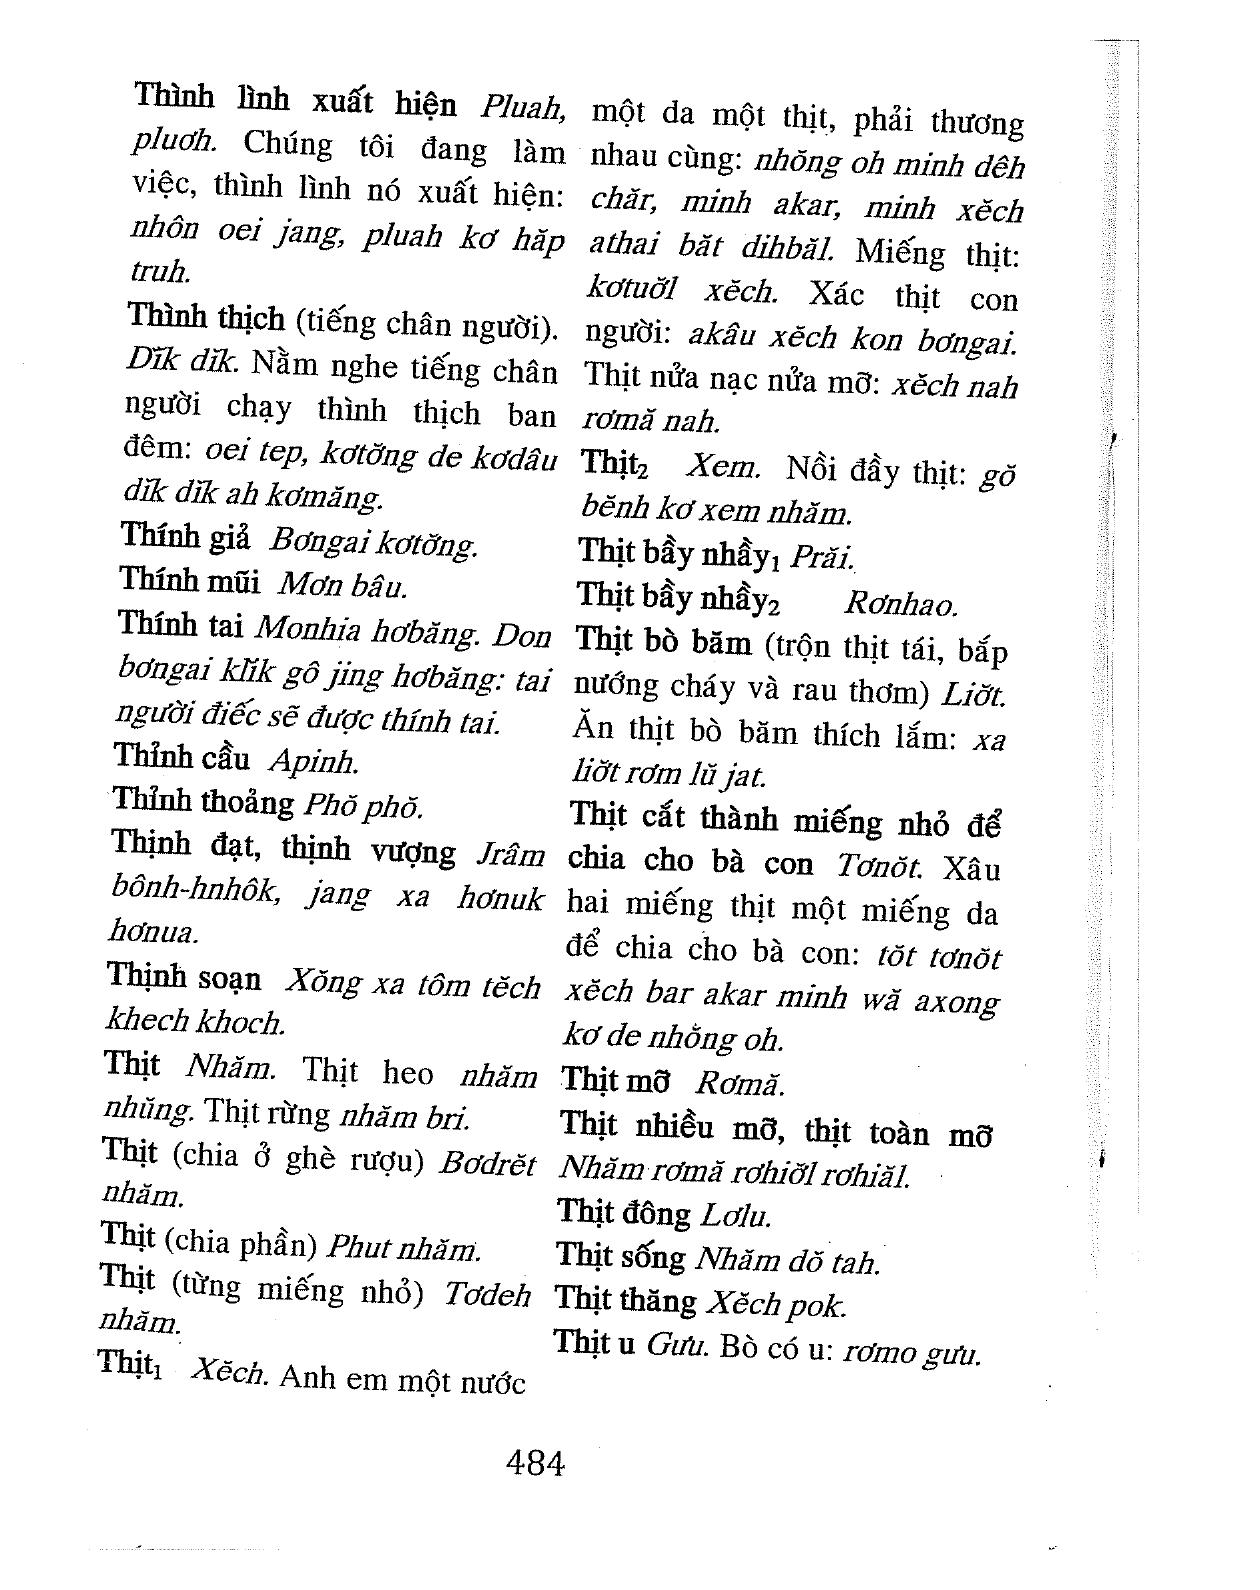 Thình lình xuất hiện Pluah,
pluơh. Chúng tôi đang làm
việc, thình lình nó xuất hiện:
nhôn oei jang, pluah kơ hăp
truh.
Thình thịch (tiếng chân người).
Dĭk dĭk. Nằm nghe tiếng chân
người chạy thình thịch ban
đêm: oei tep, kơtơ̆ng de kơdâu
dĭk dĭk ah kơmăng.
Thính giả Bơngai kơtơ̆ng.
Thính mũi Mơn bâu.
Thính tai Monhia hơbăng. Don
bơngai klĭk gô jing hơbăng: tai
người điếc sẽ được thính tai.
Thỉnh cầu Apinh.
Thỉnh thoảng Phŏ phŏ.
Thịnh đạt, thịnh vượng Jrâm
bônh-hnhôk, jang xa hơnuk
hơnua.
Thịnh soạn Xŏng xa tôm tĕch
khech khoch.
Thịt Nhăm. Thịt heo nhăm
nhŭng. Thịt rừng nhăm bri.
Thịt (chia ở ghè rượu) Bơdrĕt
nhăm.
Thịt (chia phần) Phut nhăm.
Thịt (từng miếng nhỏ) Tơdeh
nhăm.
Thịt₁ Xĕch. Anh em một nước
một da một thịt, phải thương
nhau cùng: nhŏng oh minh dêh
chăr, minh akar, minh xĕch
athai băt dihbăl. Miếng thịt:
kơtuơ̆l xĕch. Xác thịt con
người: akâu xĕch kon bơngai.
Thịt nửa nạc nửa mỡ: xĕch nah
rơmă nah.
Thịt₂ Xem. Nồi đầy thịt: gŏ
bĕnh kơ xem nhăm.
Thịt bầy nhầy₁ Prăi.
Thịt bầy nhầy₂ Rơnhao.
Thịt bò băm (trộn thịt tái, bắp
nướng cháy và rau thơm) Liơ̆t.
Ăn thịt bò băm thích lắm: xa
liơ̆t rơm lŭ jat.
Thịt cắt thành miếng nhỏ để
chia cho bà con Tơnŏt. Xâu
hai miếng thịt một miếng da
để chia cho bà con: tŏt tơnŏt
xĕch bar akar minh wă axong
kơ de nhŏng oh.
Thịt mỡ Rơmă.
Thịt nhiều mỡ, thịt toàn mỡ
Nhăm rơmă rơhiơ̆l rơhiăl.
Thịt đông Lơlu.
Thịt sống Nhăm dŏ tah.
Thịt thăng Xĕch pok.
Thịt u Gưu. Bò có u: rơmo gưu.
484